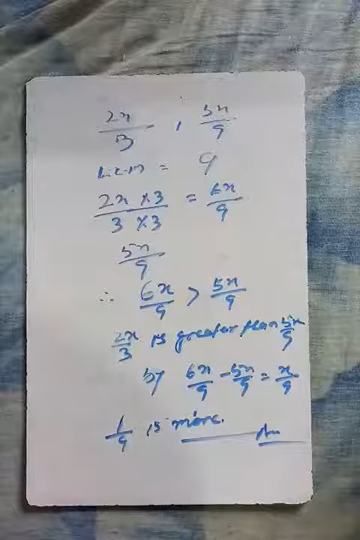 2x/3 , 5x/9
L.C.M = 9
2x × 3 / 3 × 3 = 6x/9
5x/9
∴ 6x/9 > 5x/9
2x/3 is greater than 5x/9
by 6x/9 - 5x/9 = x/9
1/9 is more.